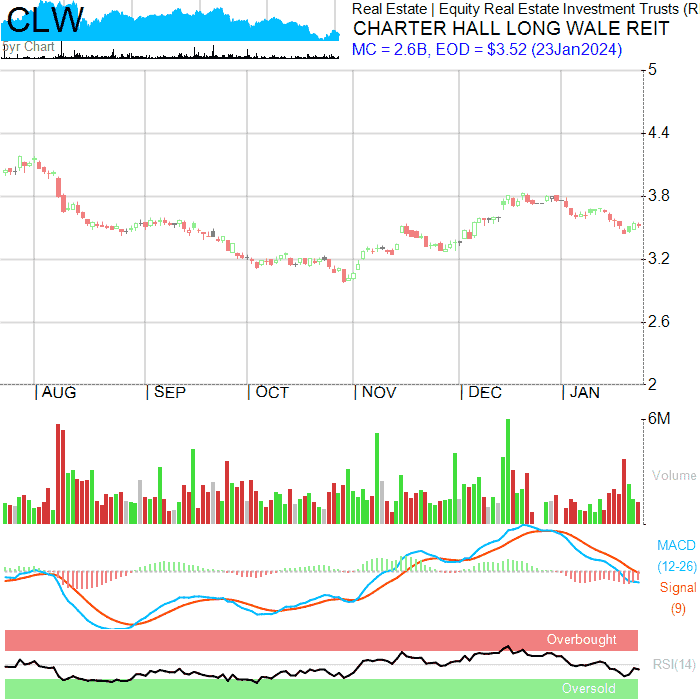 CLW
5yr Chart
Real Estate | Equity Real Estate Investment Trusts (R
CHARTER HALL LONG WALE REIT
MC = 2.6B, EOD = $3.52 (23Jan2024)
5
4.4
3.8
3.2
2.6
2
| AUG | SEP | OCT | NOV | DEC | JAN
6M
Volume
MACD
(12-26)
Signal
(9)
Overbought
RSI(14)
Oversold